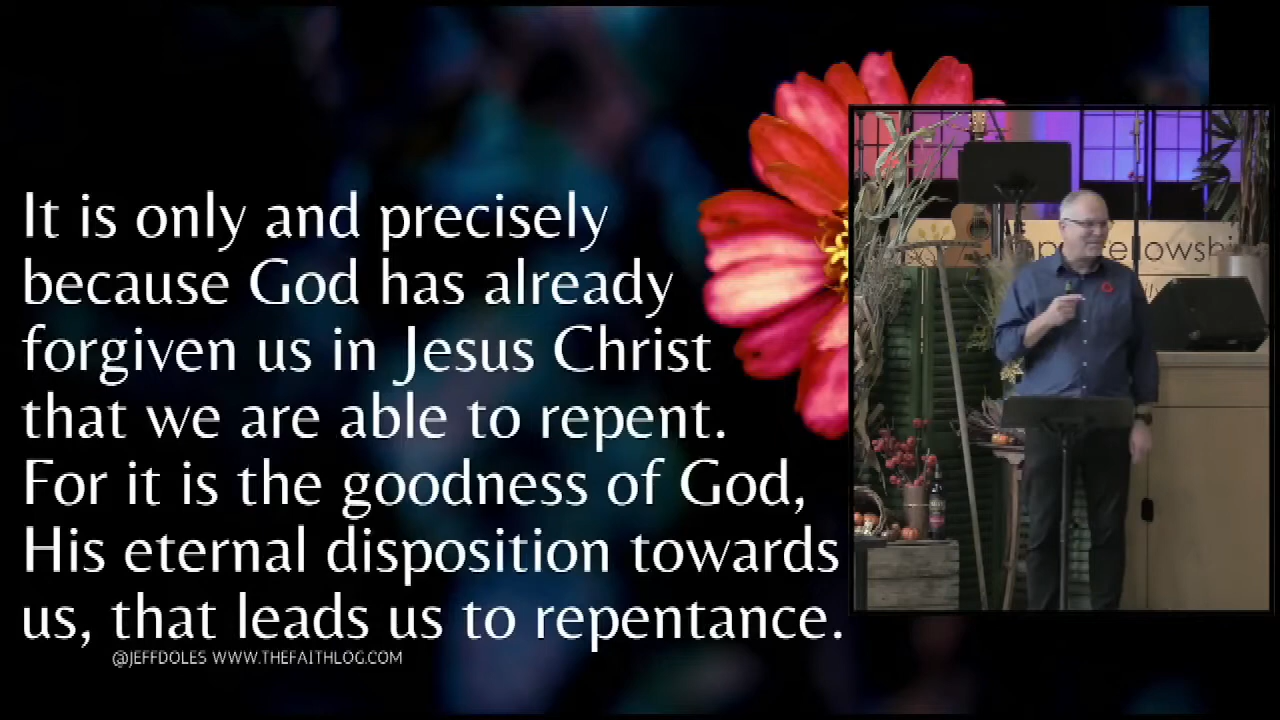 It is only and precisely
because God has already
forgiven us in Jesus Christ
that we are able to repent.
For it is the goodness of God,
His eternal disposition towards
us, that leads us to repentance.
@JEFFDOLES WWW.THEFAITHLOG.COM